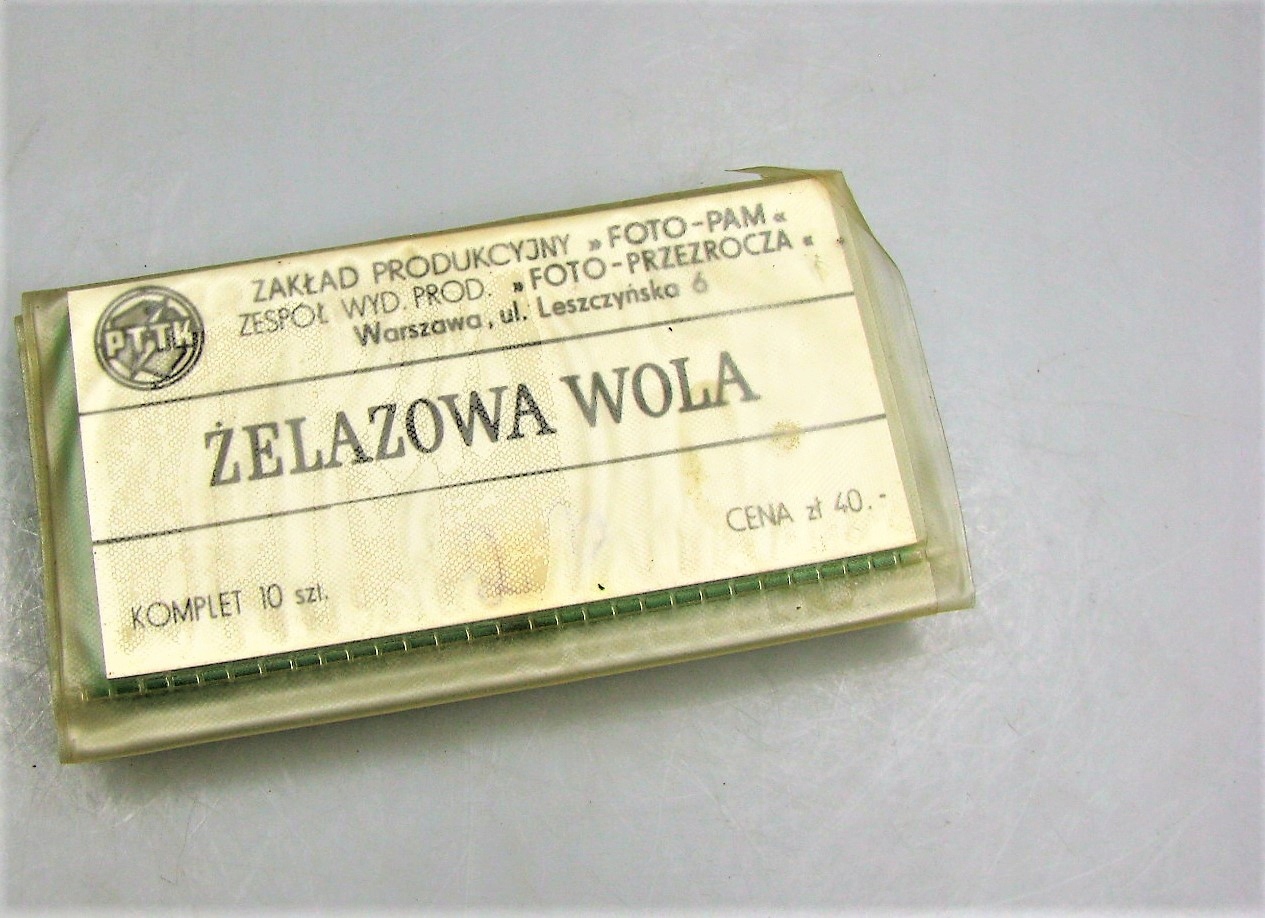 ZAKŁAD PRODUKCYJNY »FOTO-PAM«
ZESPÓŁ WYD. PROD. »FOTO-PRZEZROCZA«
Warszawa, ul. Leszczyńska 6
PTTK
ŻELAZOWA WOLA
CENA zł 40.-
KOMPLET 10 szt.